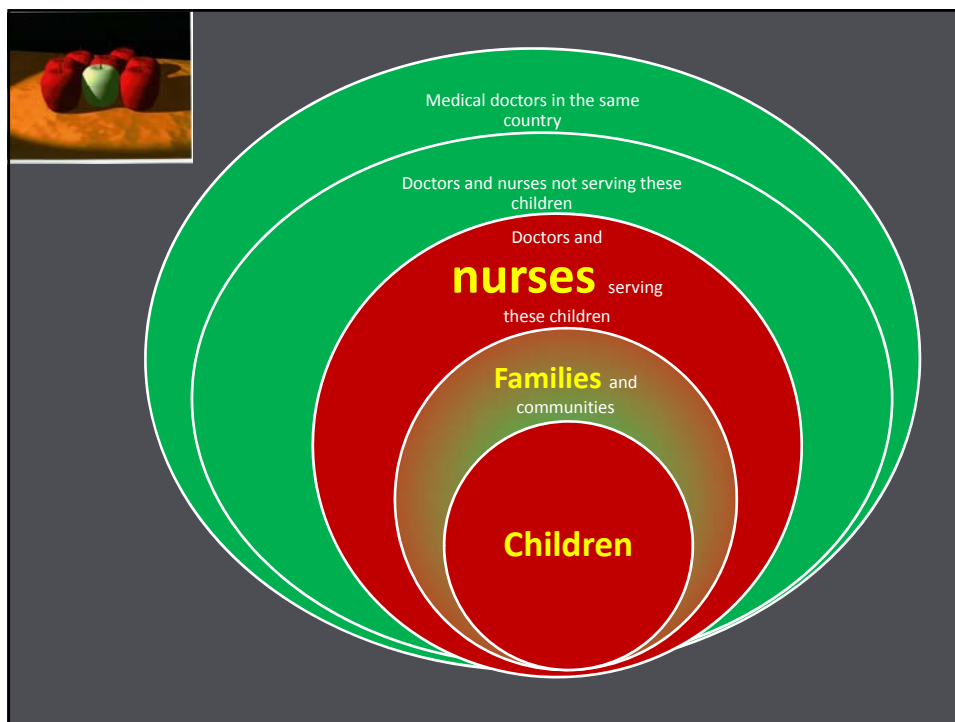 Medical doctors in the same
country
Doctors and nurses not serving these
children
Doctors and
nurses serving
these children
Families and
communities
Children